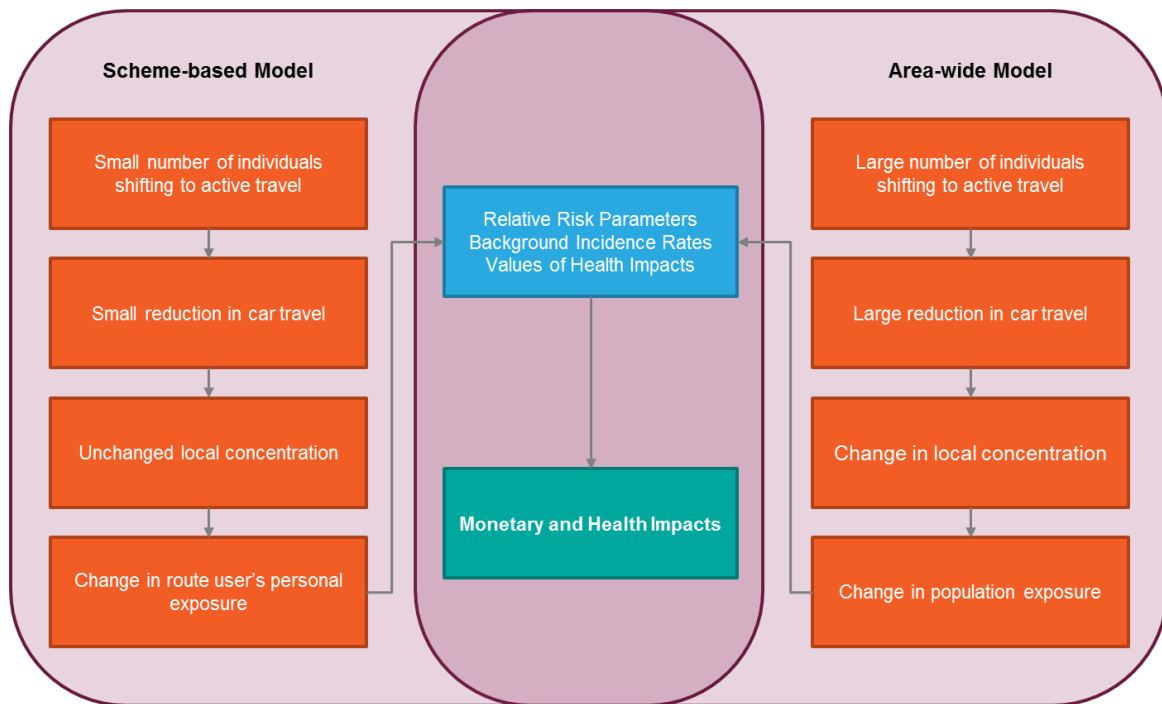 Scheme-based Model
Small number of individuals
shifting to active travel
Small reduction in car travel
Unchanged local concentration
Change in route user's personal
exposure
Relative Risk Parameters
Background Incidence Rates
Values of Health Impacts
Monetary and Health Impacts
Area-wide Model
Large number of individuals
shifting to active travel
Large reduction in car travel
Change in local concentration
Change in population exposure